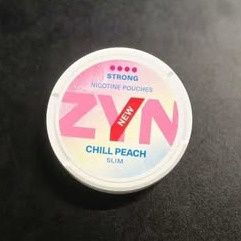 STRONG
NICOTINE POUCHES
ZYN
NEW
CHILL PEACH
SLIM